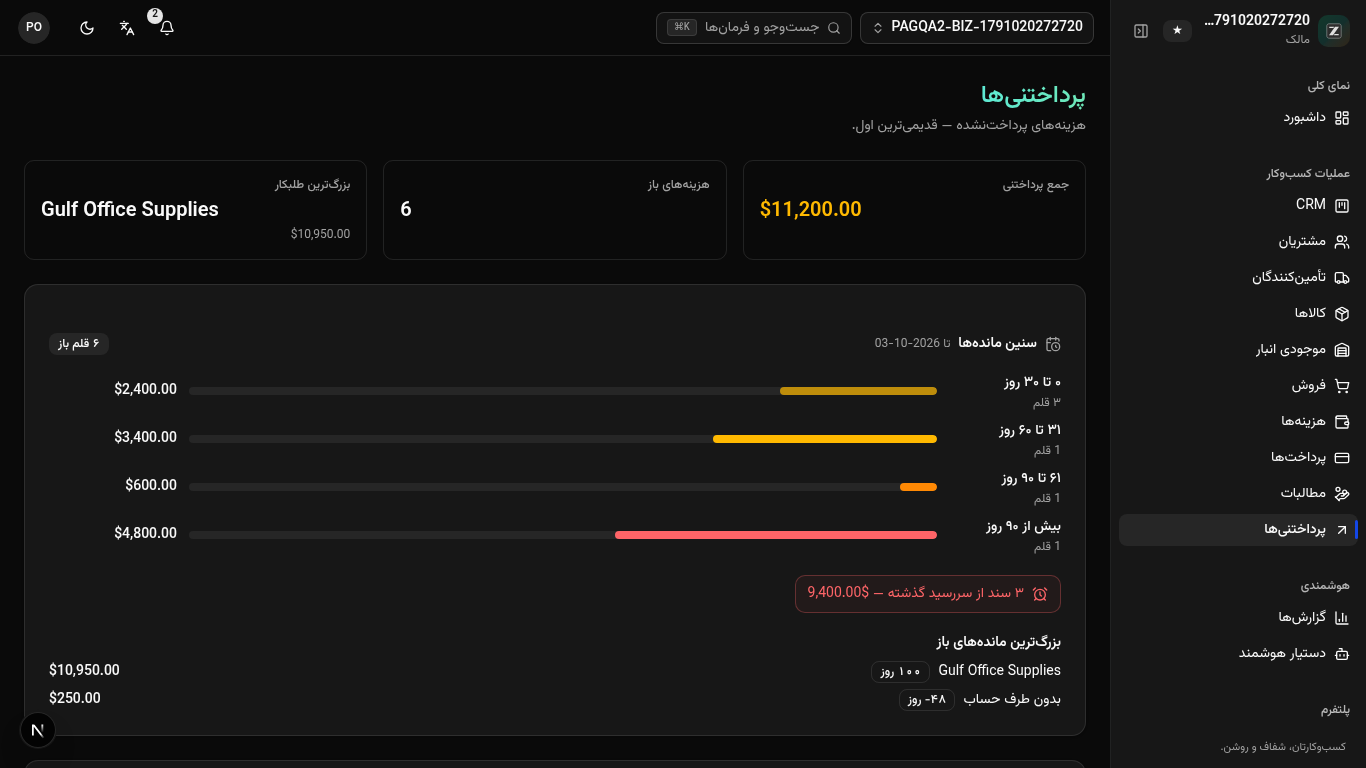 PAGQA2-BIZ-1791020272720
جست‌وجو و فرمان‌ها
⌘K
2
PO
…791020272720
مالک
نمای کلی
داشبورد
عملیات کسب‌وکار
CRM
مشتریان
تأمین‌کنندگان
کالاها
موجودی انبار
فروش
هزینه‌ها
پرداخت‌ها
مطالبات
پرداختنی‌ها
هوشمندی
گزارش‌ها
دستیار هوشمند
پلتفرم
کسب‌وکارتان، شفاف و روشن.
پرداختنی‌ها
هزینه‌های پرداخت‌نشده — قدیمی‌ترین اول.
جمع پرداختنی
$11,200.00
هزینه‌های باز
6
بزرگ‌ترین طلبکار
Gulf Office Supplies
$10,950.00
سنین مانده‌ها تا 2026-10-03
۶ قلم باز
۰ تا ۳۰ روز
۳ قلم
$2,400.00
۳۱ تا ۶۰ روز
1 قلم
$3,400.00
۶۱ تا ۹۰ روز
1 قلم
$600.00
بیش از ۹۰ روز
1 قلم
$4,800.00
۳ سند از سررسید گذشته — $9,400.00
بزرگ‌ترین مانده‌های باز
Gulf Office Supplies ۱۰۰ روز $10,950.00
بدون طرف حساب ۴۸- روز $250.00
N